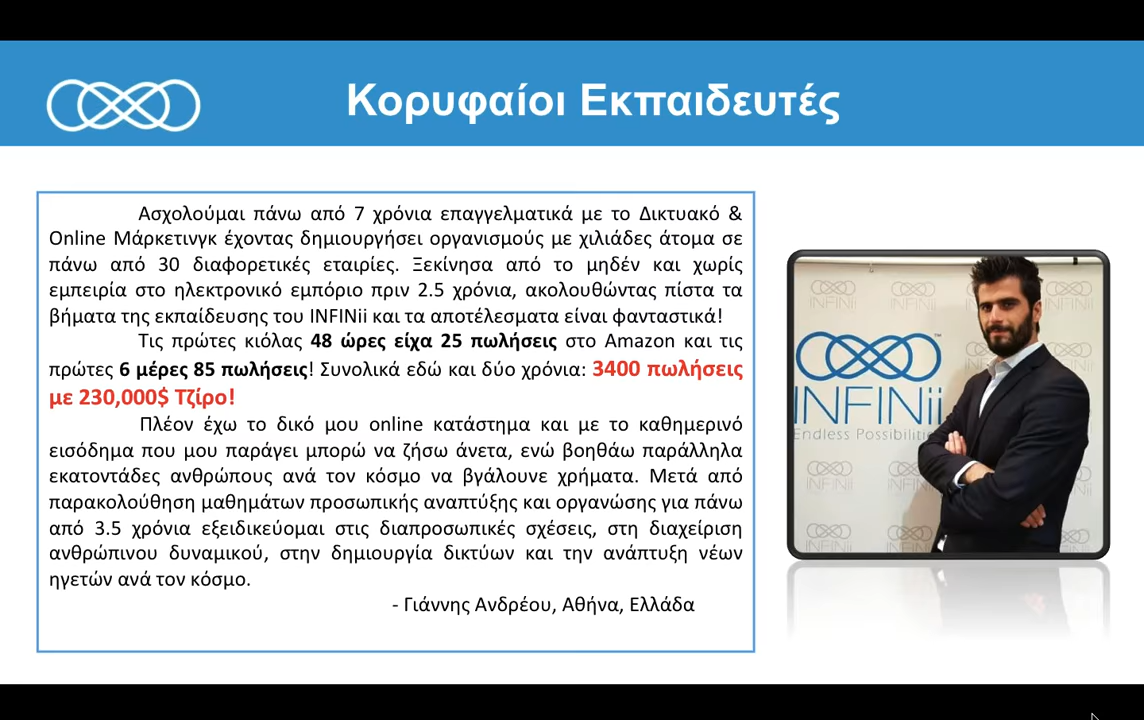 Κορυφαίοι Εκπαιδευτές
Ασχολούμαι πάνω από 7 χρόνια επαγγελματικά με το Δικτυακό &
Online Μάρκετινγκ έχοντας δημιουργήσει οργανισμούς με χιλιάδες άτομα σε
πάνω από 30 διαφορετικές εταιρίες. Ξεκίνησα από το μηδέν και χωρίς
εμπειρία στο ηλεκτρονικό εμπόριο πριν 2.5 χρόνια, ακολουθώντας πίστα τα
βήματα της εκπαίδευσης του INFINii και τα αποτέλεσματα είναι φανταστικά!
Τις πρώτες κιόλας 48 ώρες είχα 25 πωλήσεις στο Amazon και τις
πρώτες 6 μέρες 85 πωλήσεις! Συνολικά εδώ και δύο χρόνια: 3400 πωλήσεις
με 230,000$ Τζίρο!
Πλέον έχω το δικό μου online κατάστημα και με το καθημερινό
εισόδημα που μου παράγει μπορώ να ζήσω άνετα, ενώ βοηθάω παράλληλα
εκατοντάδες ανθρώπους ανά τον κόσμο να βγάλουνε χρήματα. Μετά από
παρακολούθηση μαθημάτων προσωπικής αναπτύξης και οργανώσης για πάνω
από 3.5 χρόνια εξειδικεύομαι στις διαπροσωπικές σχέσεις, στη διαχείριση
ανθρώπινου δυναμικού, στην δημιουργία δικτύων και την ανάπτυξη νέων
ηγετών ανά τον κόσμο.
- Γιάννης Ανδρέου, Αθήνα, Ελλάδα
INFINii
Endless Possibilitie